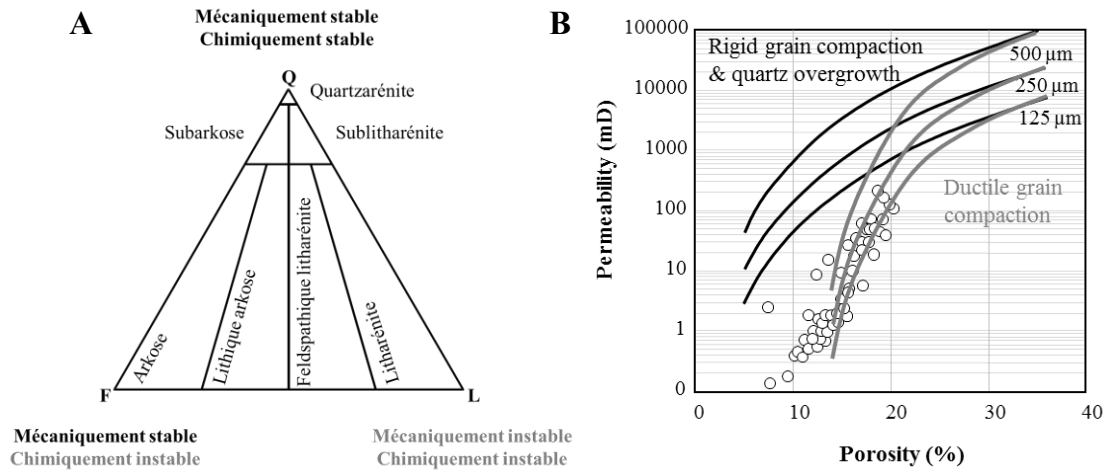 A
Mécaniquement stable
Chimiquement stable
Q
Quartzarénite
Subarkose
Sublitharénite
Arkose
Lithique arkose
Feldspathique litharénite
Litharénite
F
L
Mécaniquement stable
Chimiquement instable
Mécaniquement instable
Chimiquement instable
B
Permeability (mD)
100000
10000
1000
100
10
1
0
Rigid grain compaction
& quartz overgrowth
500 µm
250 µm
125 µm
Ductile grain
compaction
0
10
20
30
40
Porosity (%)